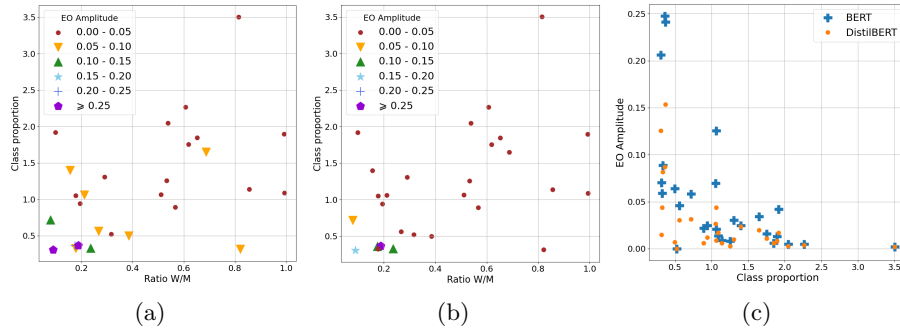 EO Amplitude
0.00 - 0.05
0.05 - 0.10
0.10 - 0.15
0.15 - 0.20
0.20 - 0.25
⩾ 0.25
3.5
3.0
2.5
2.0
1.5
1.0
0.5
Class proportion
0.2 0.4 0.6 0.8 1.0
Ratio W/M
(a)
EO Amplitude
0.00 - 0.05
0.05 - 0.10
0.10 - 0.15
0.15 - 0.20
0.20 - 0.25
⩾ 0.25
3.5
3.0
2.5
2.0
1.5
1.0
0.5
Class proportion
0.2 0.4 0.6 0.8 1.0
Ratio W/M
(b)
BERT
DistilBERT
0.25
0.20
0.15
0.10
0.05
0.00
EO Amplitude
0.5 1.0 1.5 2.0 2.5 3.0 3.5
Class proportion
(c)